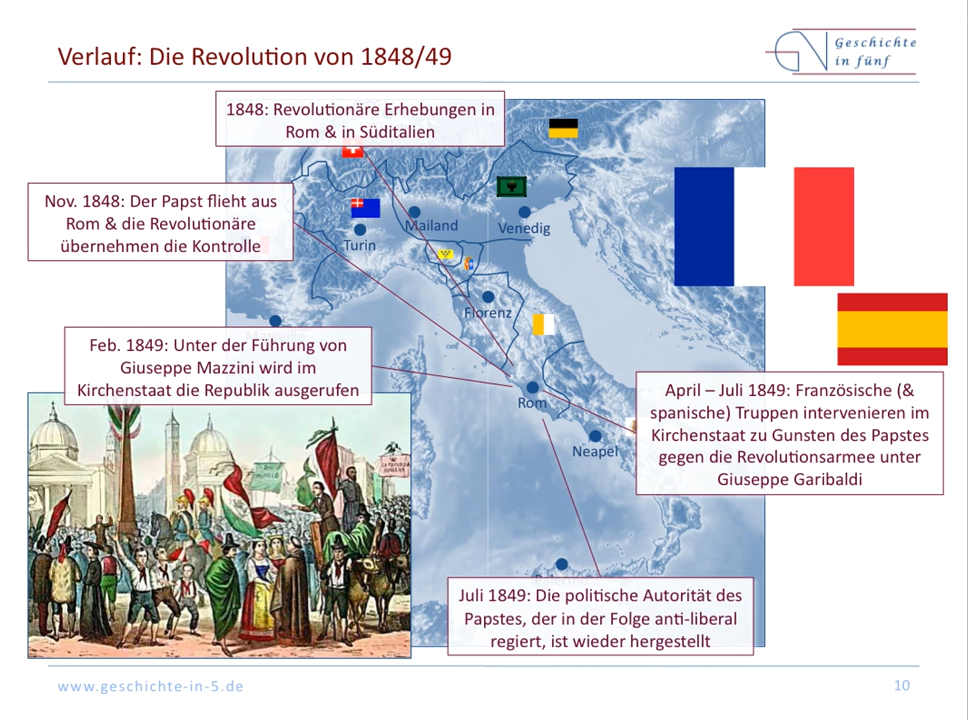 Verlauf: Die Revolution von 1848/49
Geschichte
in fünf
1848: Revolutionäre Erhebungen in
Rom & in Süditalien
Nov. 1848: Der Papst flieht aus
Rom & die Revolutionäre
übernehmen die Kontrolle
Mailand
Venedig
Turin
Florenz
Feb. 1849: Unter der Führung von
Giuseppe Mazzini wird im
Kirchenstaat die Republik ausgerufen
Rom
Neapel
April – Juli 1849: Französische (&
spanische) Truppen intervenieren im
Kirchenstaat zu Gunsten des Papstes
gegen die Revolutionsarmee unter
Giuseppe Garibaldi
Juli 1849: Die politische Autorität des
Papstes, der in der Folge anti-liberal
regiert, ist wieder hergestellt
www.geschichte-in-5.de
10